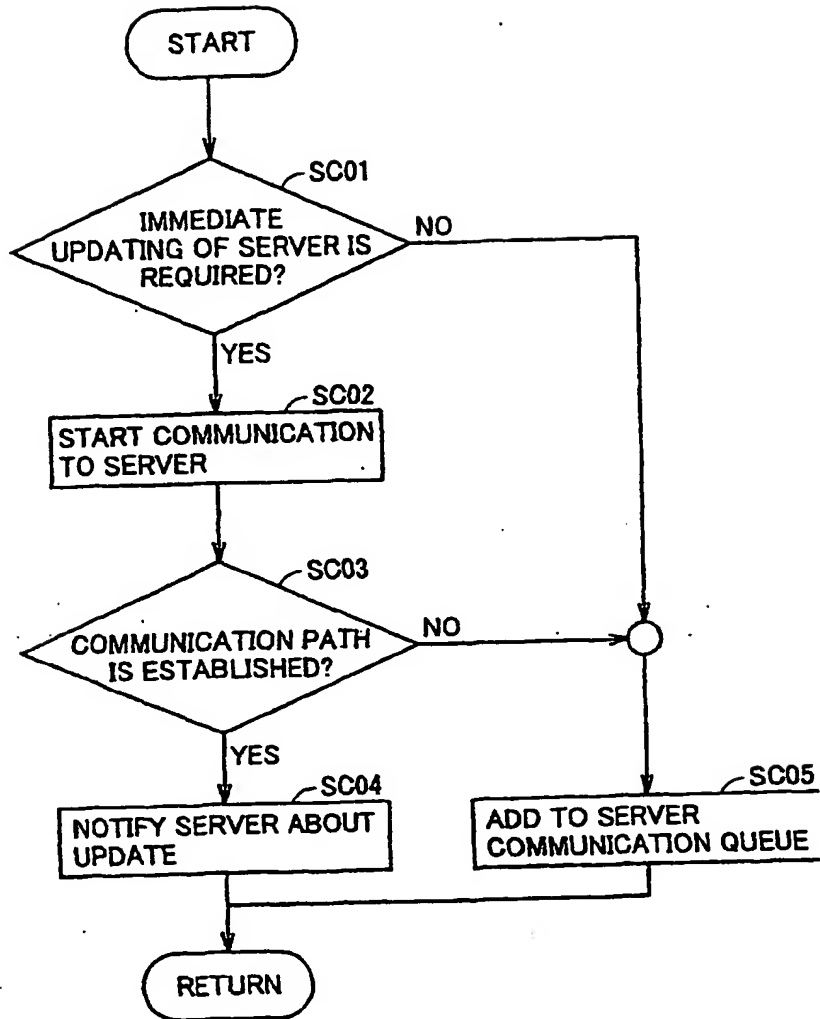 START
SC01
IMMEDIATE
UPDATING OF SERVER IS
REQUIRED?
NO
YES
SC02
START COMMUNICATION
TO SERVER
SC03
COMMUNICATION PATH
IS ESTABLISHED?
NO
YES
SC04
NOTIFY SERVER ABOUT
UPDATE
SC05
ADD TO SERVER
COMMUNICATION QUEUE
RETURN